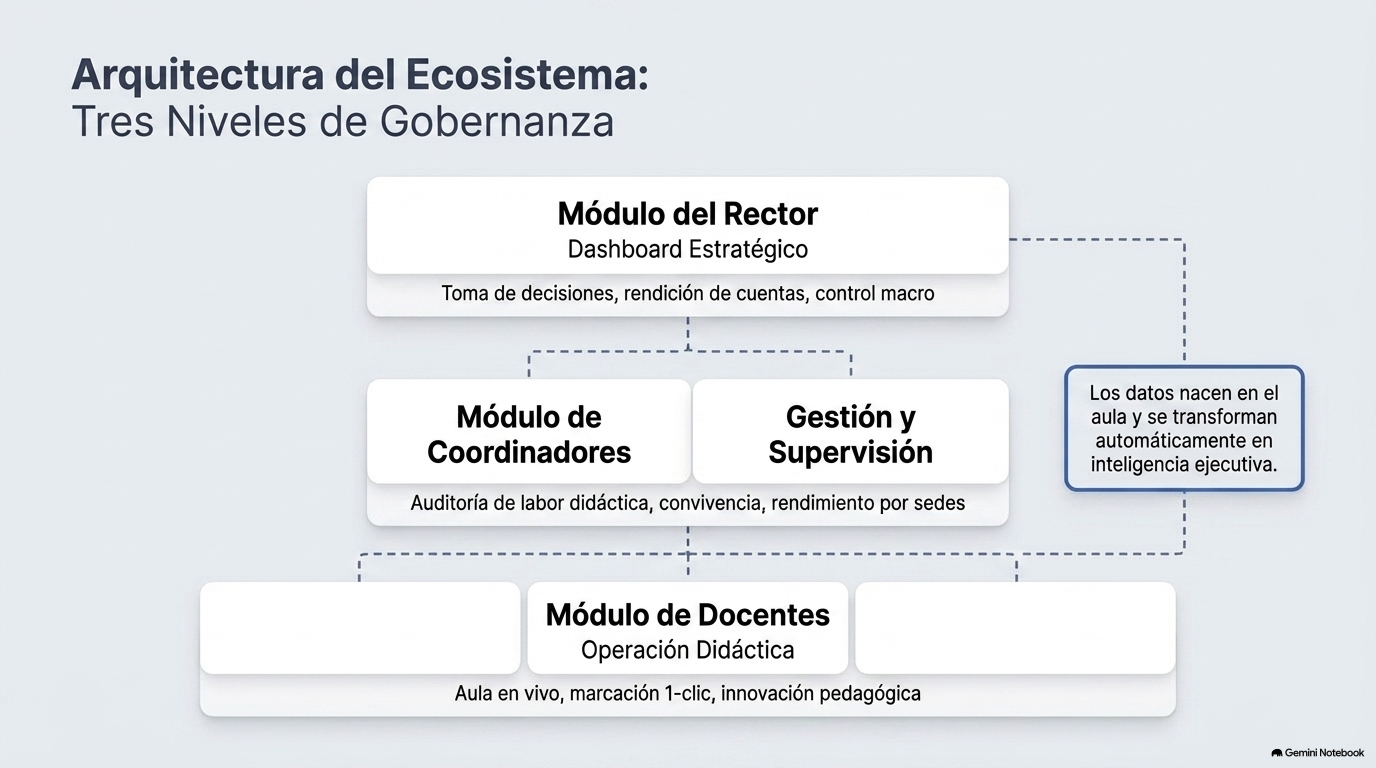 Arquitectura del Ecosistema:
Tres Niveles de Gobernanza
Módulo del Rector
Dashboard Estratégico
Toma de decisiones, rendición de cuentas, control macro
Módulo de
Coordinadores
Gestión y
Supervisión
Auditoría de labor didáctica, convivencia, rendimiento por sedes
Los datos nacen en el
aula y se transforman
automáticamente en
inteligencia ejecutiva.
Módulo de Docentes
Operación Didáctica
Aula en vivo, marcación 1-clic, innovación pedagógica
Gemini Notebook